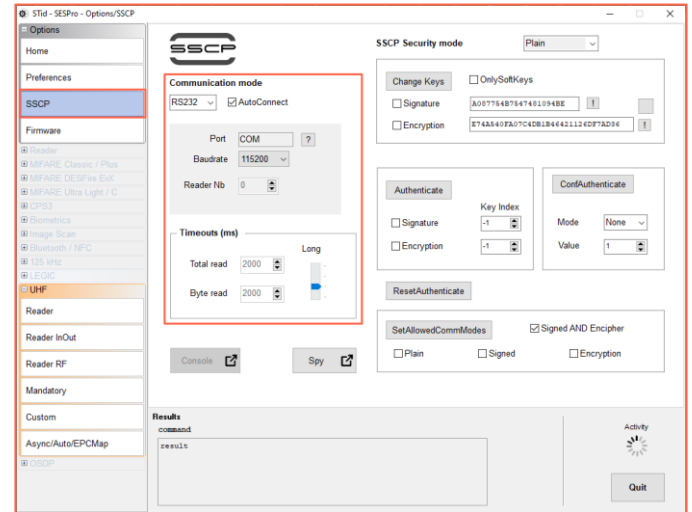 STid - SESPro - Options/SSCP
Options
Home
Preferences
SSCP
Firmware
Reader
MIFARE Classic / Plus
MIFARE DESFire EvX
MIFARE Ultra Light / C
CPS3
Biometrics
Image Scan
Bluetooth / NFC
125 kHz
LEGIC
UHF
Reader
Reader InOut
Reader RF
Mandatory
Custom
Async/Auto/EPCMap
OSDP
SSCP
Communication mode
RS232 AutoConnect
Port COM ?
Baudrate 115200
Reader Nb 0
Timeouts (ms)
Long
Total read 2000
Byte read 2000
Console Spy
SSCP Security mode Plain
Change Keys OnlySoftKeys
Signature A087754B7547481094BE !
Encryption E74A540FA07C4DB1B46421126DF7AD36 !
Authenticate
Key Index
Signature -1
Encryption -1
ConfAuthenticate
Mode None
Value 1
ResetAuthenticate
SetAllowedCommModes Signed AND Encipher
Plain Signed Encryption
Results
command
result
Activity
Quit